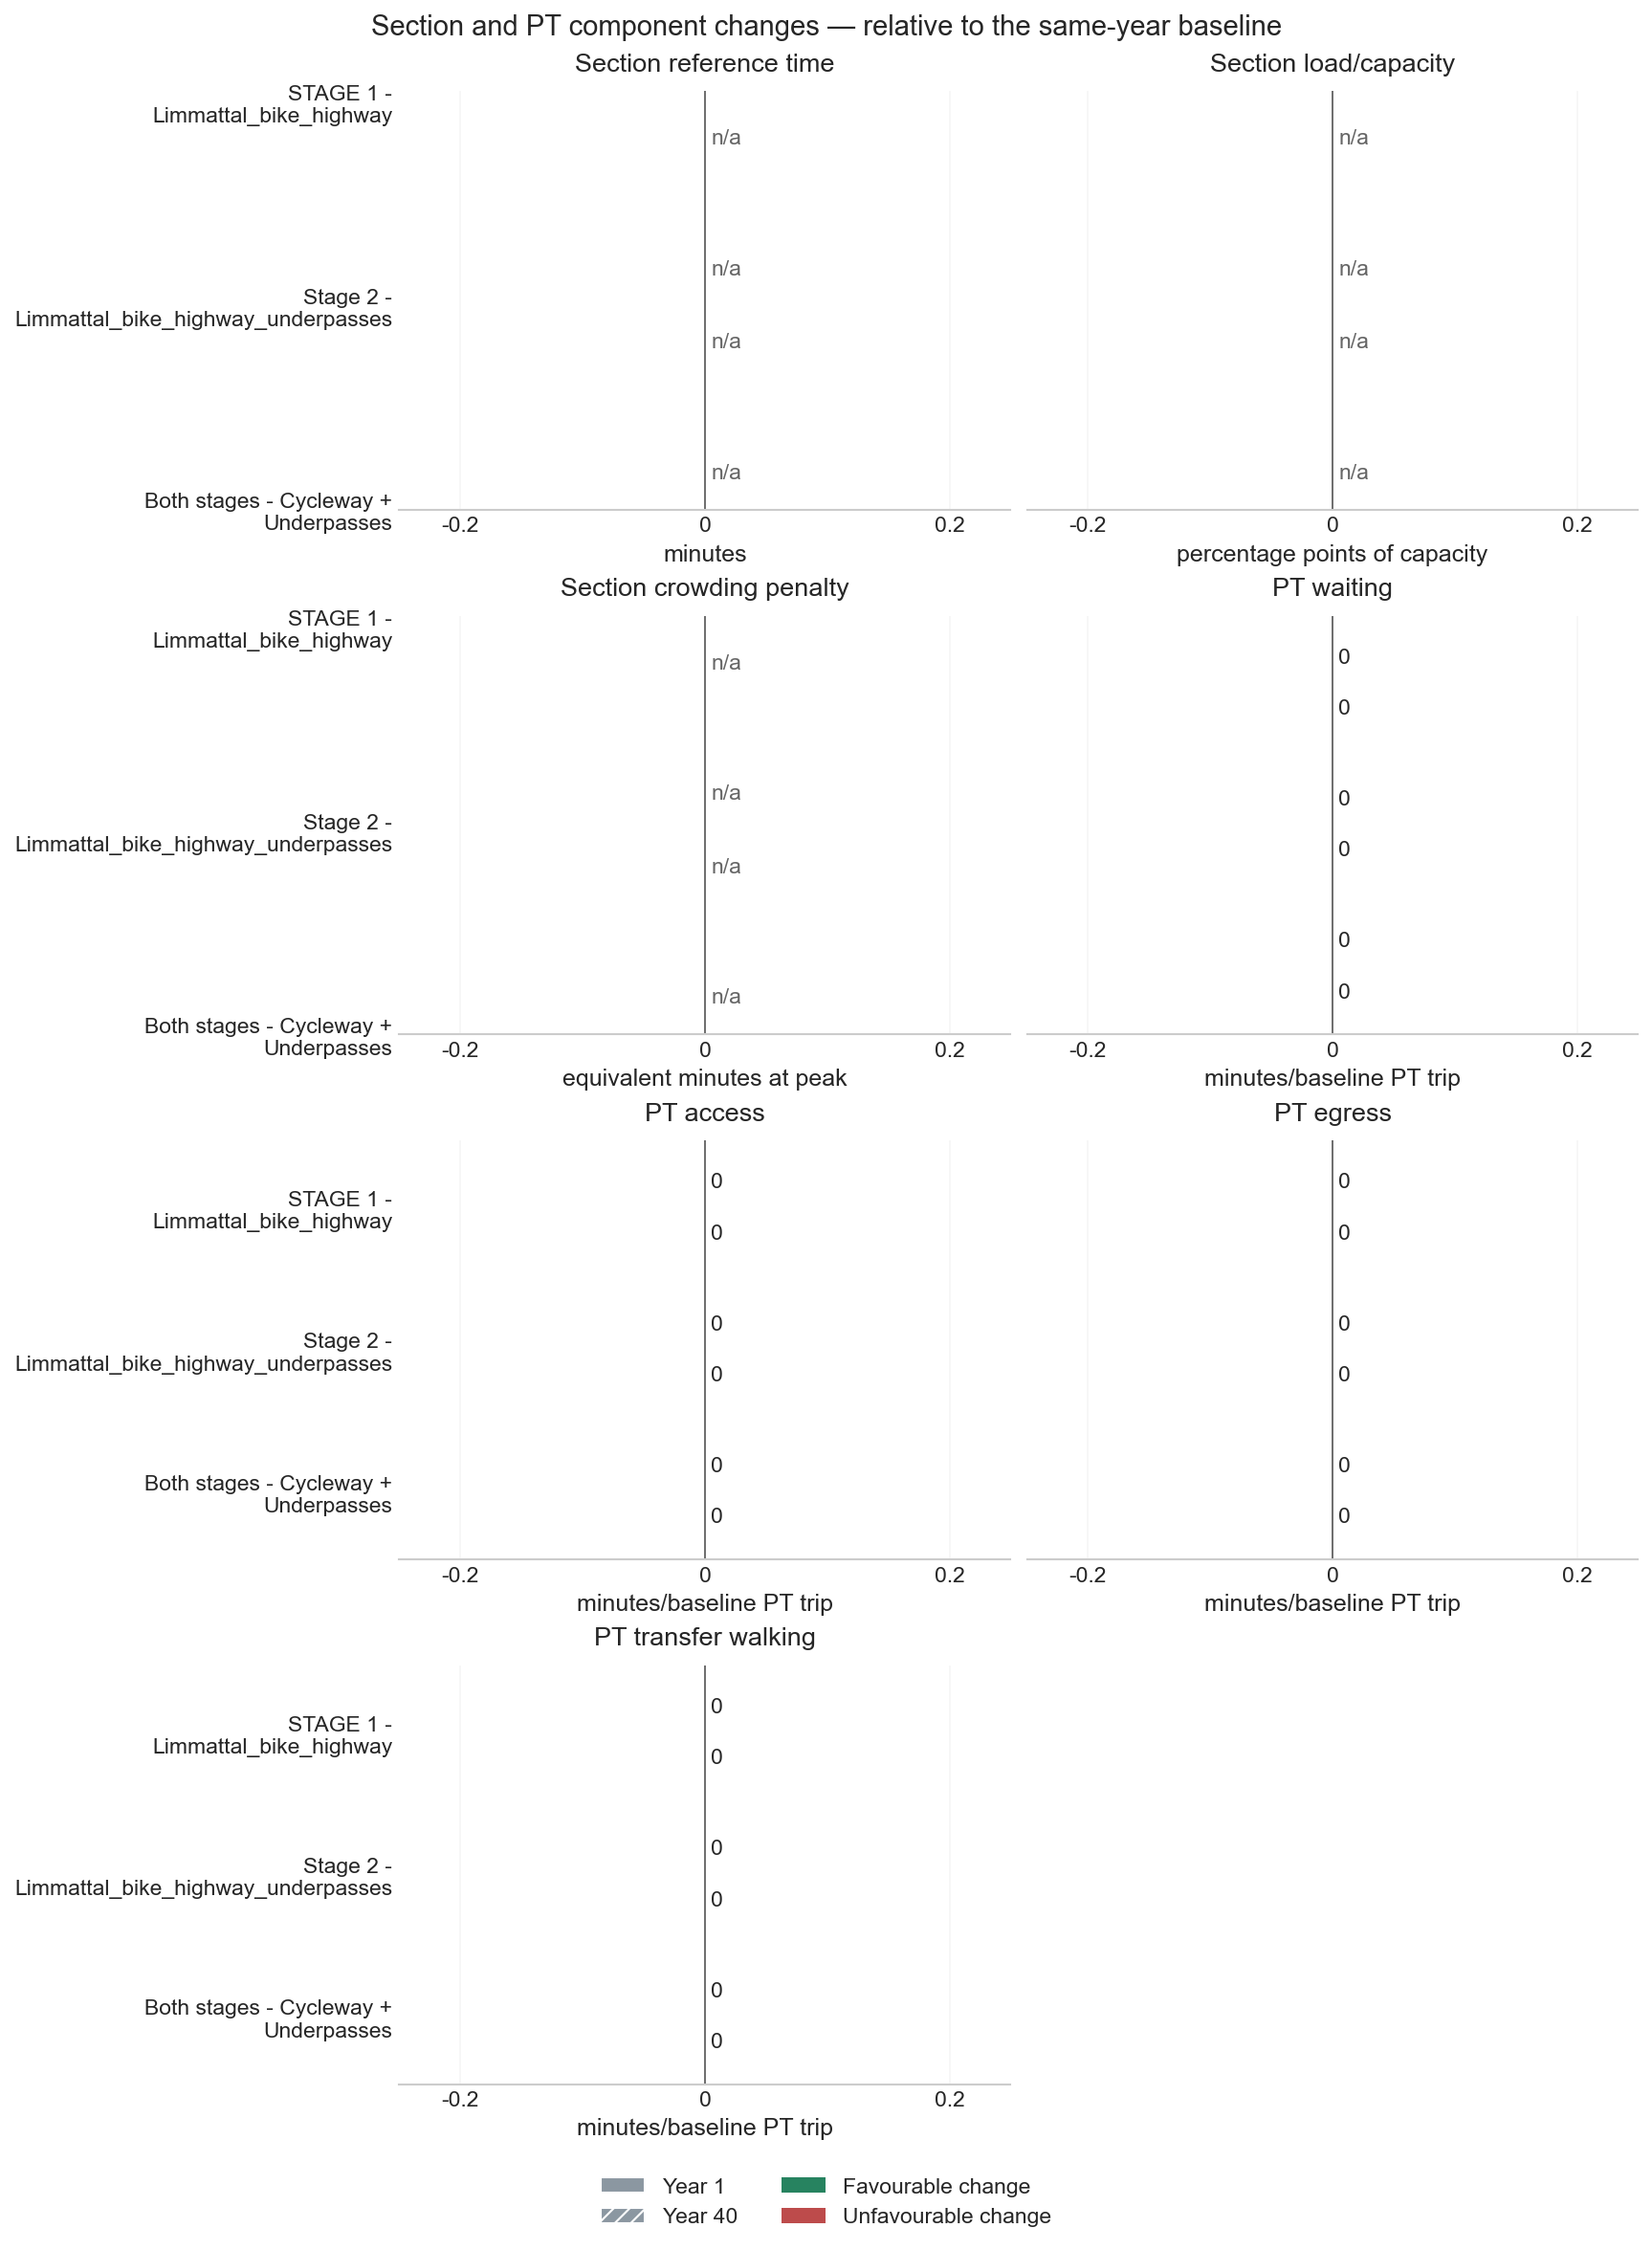 Section and PT component changes — relative to the same-year baseline
Section reference time
Section load/capacity
STAGE 1 -
Limmattal_bike_highway
n/a
n/a
n/a
n/a
Stage 2 -
Limmattal_bike_highway_underpasses
n/a
n/a
n/a
n/a
Both stages - Cycleway +
Underpasses
-0.2
0
0.2
-0.2
0
0.2
minutes
percentage points of capacity
Section crowding penalty
PT waiting
STAGE 1 -
Limmattal_bike_highway
n/a
0
0
n/a
0
Stage 2 -
Limmattal_bike_highway_underpasses
n/a
0
0
n/a
0
Both stages - Cycleway +
Underpasses
-0.2
0
0.2
-0.2
0
0.2
equivalent minutes at peak
minutes/baseline PT trip
PT access
PT egress
STAGE 1 -
Limmattal_bike_highway
0
0
0
0
Stage 2 -
Limmattal_bike_highway_underpasses
0
0
0
0
Both stages - Cycleway +
Underpasses
0
0
0
0
-0.2
0
0.2
-0.2
0
0.2
minutes/baseline PT trip
minutes/baseline PT trip
PT transfer walking
STAGE 1 -
Limmattal_bike_highway
0
0
Stage 2 -
Limmattal_bike_highway_underpasses
0
0
Both stages - Cycleway +
Underpasses
0
0
-0.2
0
0.2
minutes/baseline PT trip
Year 1
Favourable change
Year 40
Unfavourable change